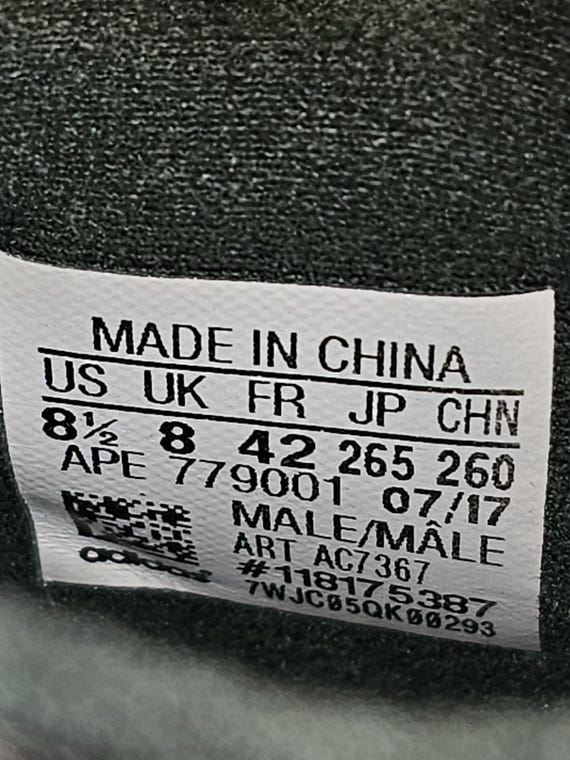 MADE IN CHINA
US UK FR JP CHN
8½ 8 42 265 260
APE 779001 07/17
MALE/MÂLE
ART AC7367
adidas #118175387
7WJC05QK00293